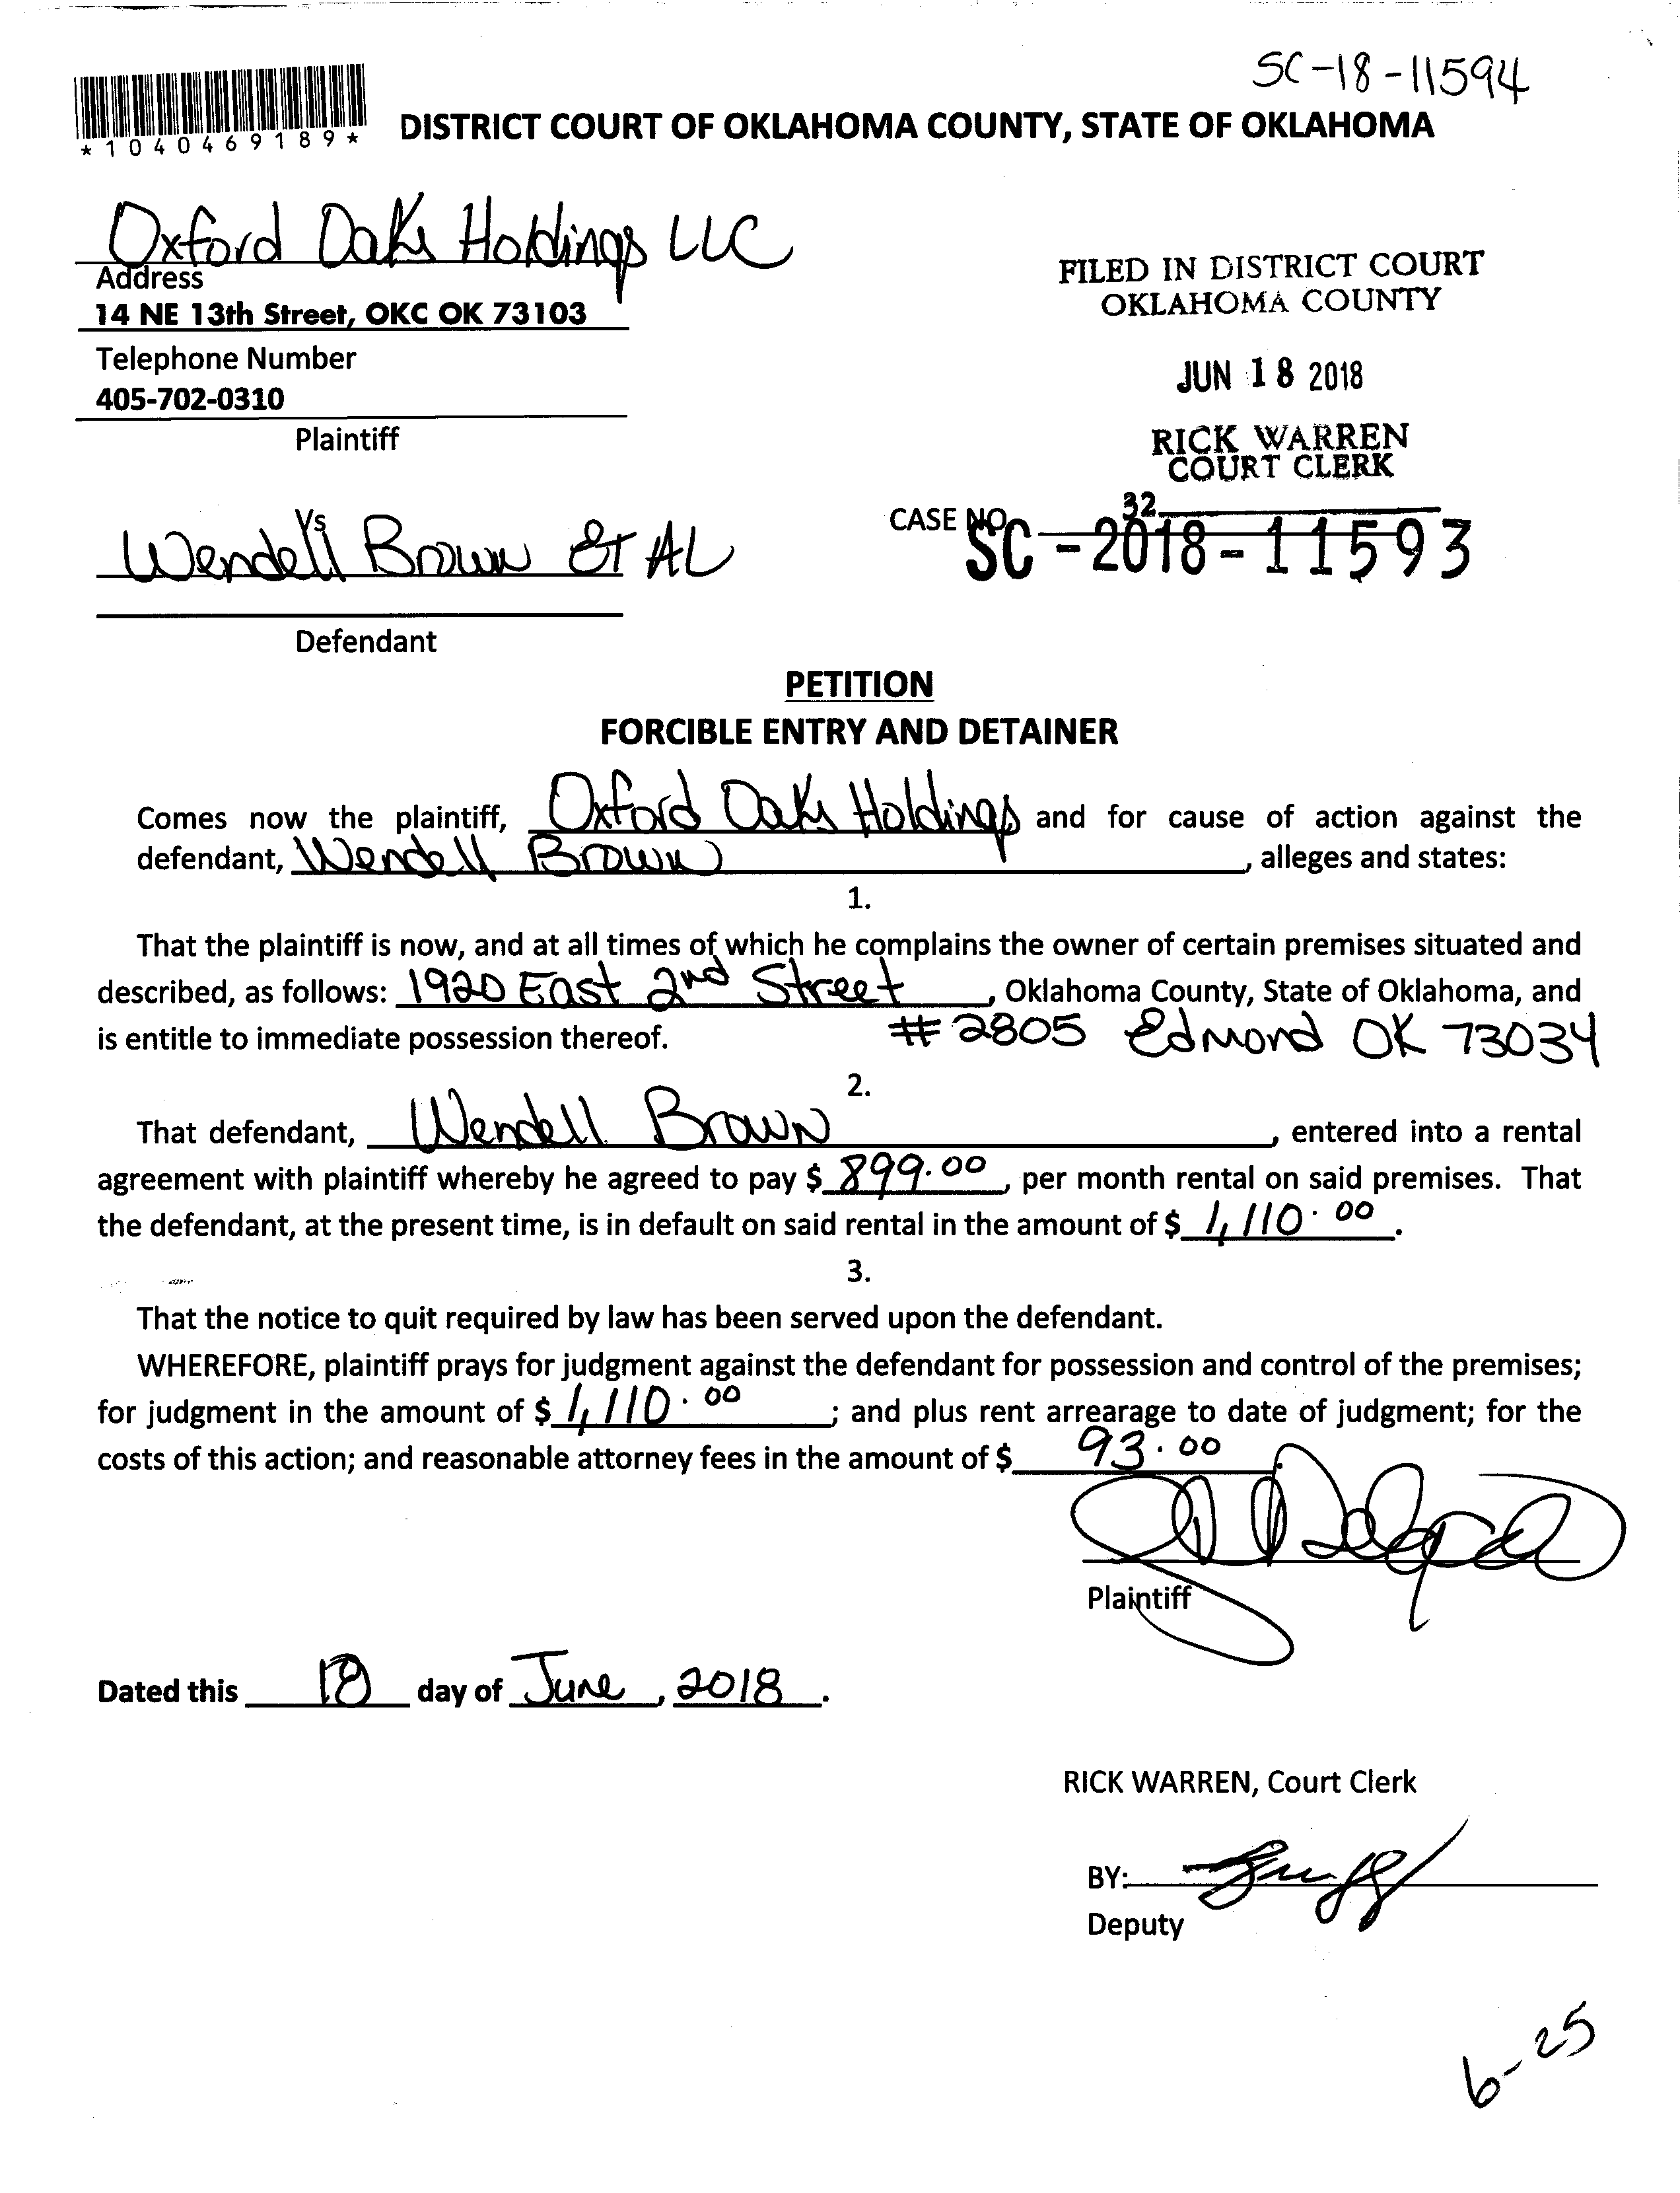 SC-18-11594
*1040469189*
DISTRICT COURT OF OKLAHOMA COUNTY, STATE OF OKLAHOMA
Oxford Oaks Holdings LLC
Address
14 NE 13th Street, OKC OK 73103
Telephone Number
405-702-0310
Plaintiff
FILED IN DISTRICT COURT
OKLAHOMA COUNTY
JUN 18 2018
RICK WARREN
COURT CLERK
32
Vs
Wendell Brown ET AL
CASE NO.
SC-2018-11593
Defendant
PETITION
FORCIBLE ENTRY AND DETAINER
Comes now the plaintiff, Oxford Oaks Holdings and for cause of action against the
defendant, Wendell Brown, alleges and states:
1.
That the plaintiff is now, and at all times of which he complains the owner of certain premises situated and
described, as follows: 1920 East 2nd Street, Oklahoma County, State of Oklahoma, and
is entitle to immediate possession thereof. #2805 Edmond OK 73034
2.
That defendant, Wendell Brown, entered into a rental
agreement with plaintiff whereby he agreed to pay $ 899.00, per month rental on said premises. That
the defendant, at the present time, is in default on said rental in the amount of $ 1,110.00.
3.
That the notice to quit required by law has been served upon the defendant.
WHEREFORE, plaintiff prays for judgment against the defendant for possession and control of the premises;
for judgment in the amount of $ 1,110.00; and plus rent arrearage to date of judgment; for the
costs of this action; and reasonable attorney fees in the amount of $ 93.00.
Plaintiff
Dated this 18 day of June, 2018.
RICK WARREN, Court Clerk
BY:
Deputy
6-25